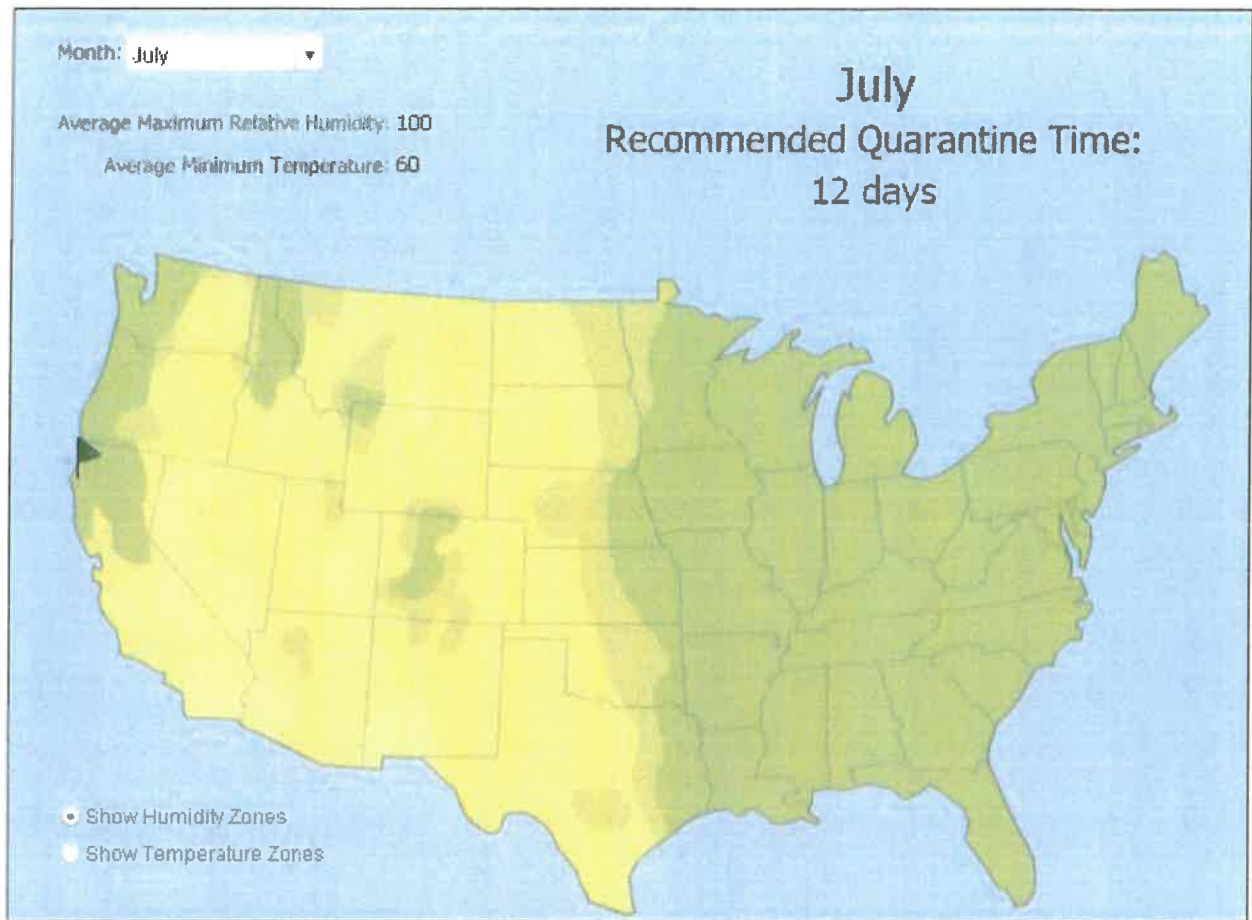 Month: July
Average Maximum Relative Humidity: 100
Average Minimum Temperature: 60
July
Recommended Quarantine Time:
12 days
Show Humidity Zones
Show Temperature Zones